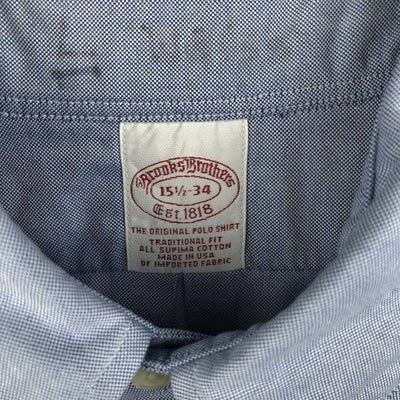 Brooks Brothers
15½-34
Est. 1818
THE ORIGINAL POLO SHIRT
TRADITIONAL FIT
ALL SUPIMA COTTON
MADE IN USA
OF IMPORTED FABRIC